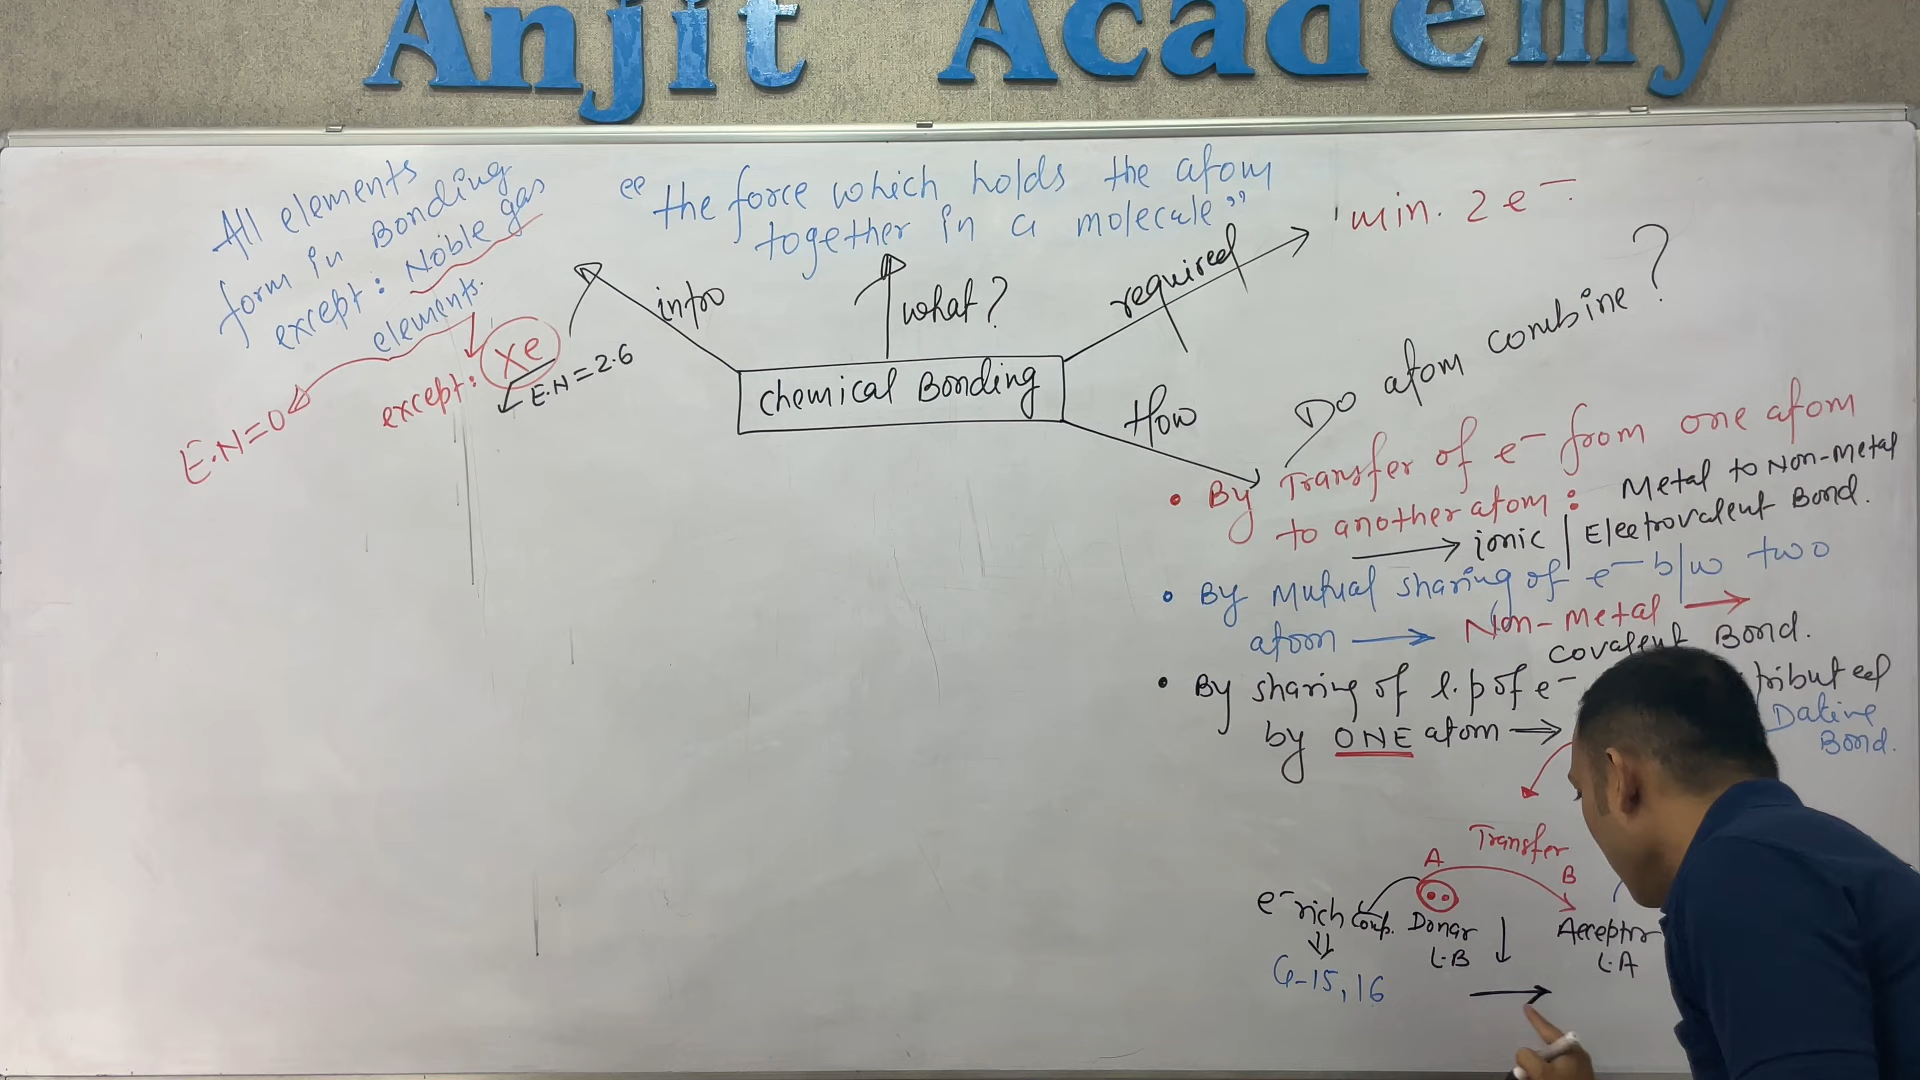 Anjit Academy
All elements
form in Bonding
except: Noble gas
elements.
except: Xe
E.N = 2.6
E.N = 0
intro
"the force which holds the atom
together in a molecule"
what?
required
min. 2 e⁻.
Chemical Bonding
How
Do atom combine?
• By Transfer of e⁻ from one atom
to another atom : Metal to Non-metal
→ ionic | Electrovalent Bond.
• By Mutual sharing of e⁻ b/w two
atom → Non-Metal →
Covalent Bond.
• By sharing of l.p of e⁻ tributed
by ONE atom → Dative
Bond.
Transfer
A B
e⁻ rich Comp. Donar Acceptor
L.B L.A
G-15, 16